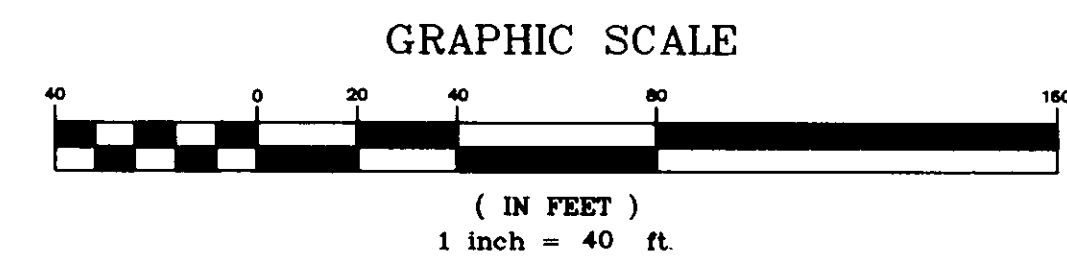 GRAPHIC SCALE
40 0 20 40 80 160
( IN FEET )
1 inch = 40 ft.